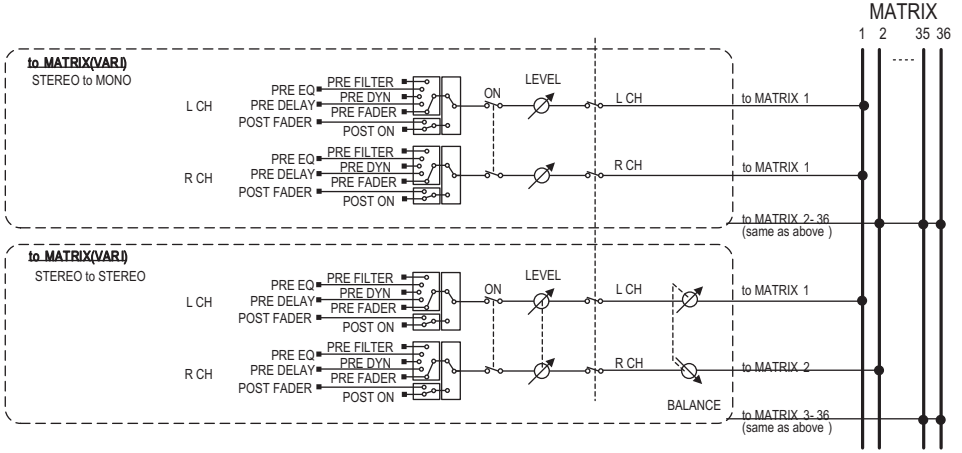 MATRIX
1 2 35 36
to MATRIX(VARI)
STEREO to MONO
L CH
PRE FILTER
PRE EQ
PRE DYN
PRE DELAY
PRE FADER
POST FADER
POST ON
ON
LEVEL
L CH
to MATRIX 1
R CH
PRE FILTER
PRE EQ
PRE DYN
PRE DELAY
PRE FADER
POST FADER
POST ON
R CH
to MATRIX 1
to MATRIX 2-36
(same as above )
to MATRIX(VARI)
STEREO to STEREO
L CH
PRE FILTER
PRE EQ
PRE DYN
PRE DELAY
PRE FADER
POST FADER
POST ON
ON
LEVEL
L CH
to MATRIX 1
R CH
PRE FILTER
PRE EQ
PRE DYN
PRE DELAY
PRE FADER
POST FADER
POST ON
R CH
to MATRIX 2
BALANCE
to MATRIX 3-36
(same as above )